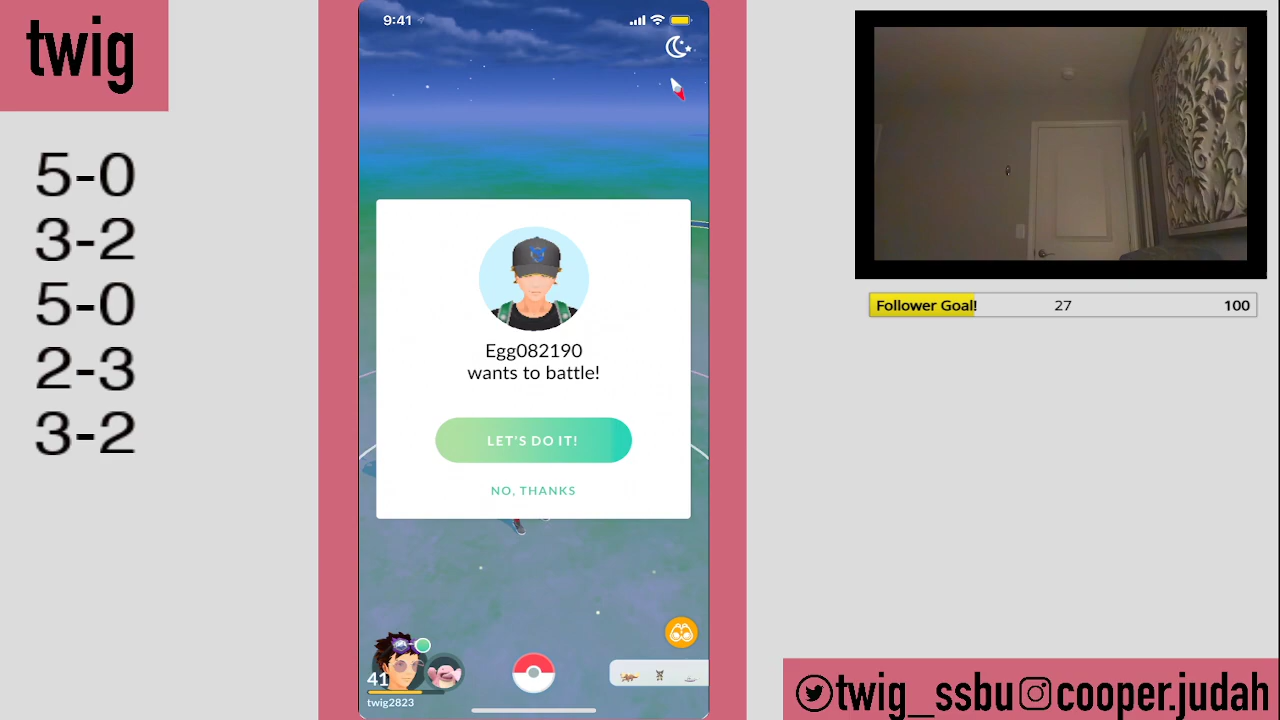 twig
5-0
3-2
5-0
2-3
3-2
9:41
Egg082190
wants to battle!
LET'S DO IT!
NO, THANKS
41
twig2823
Follower Goal! 27 100
twig_ssbu cooper.judah